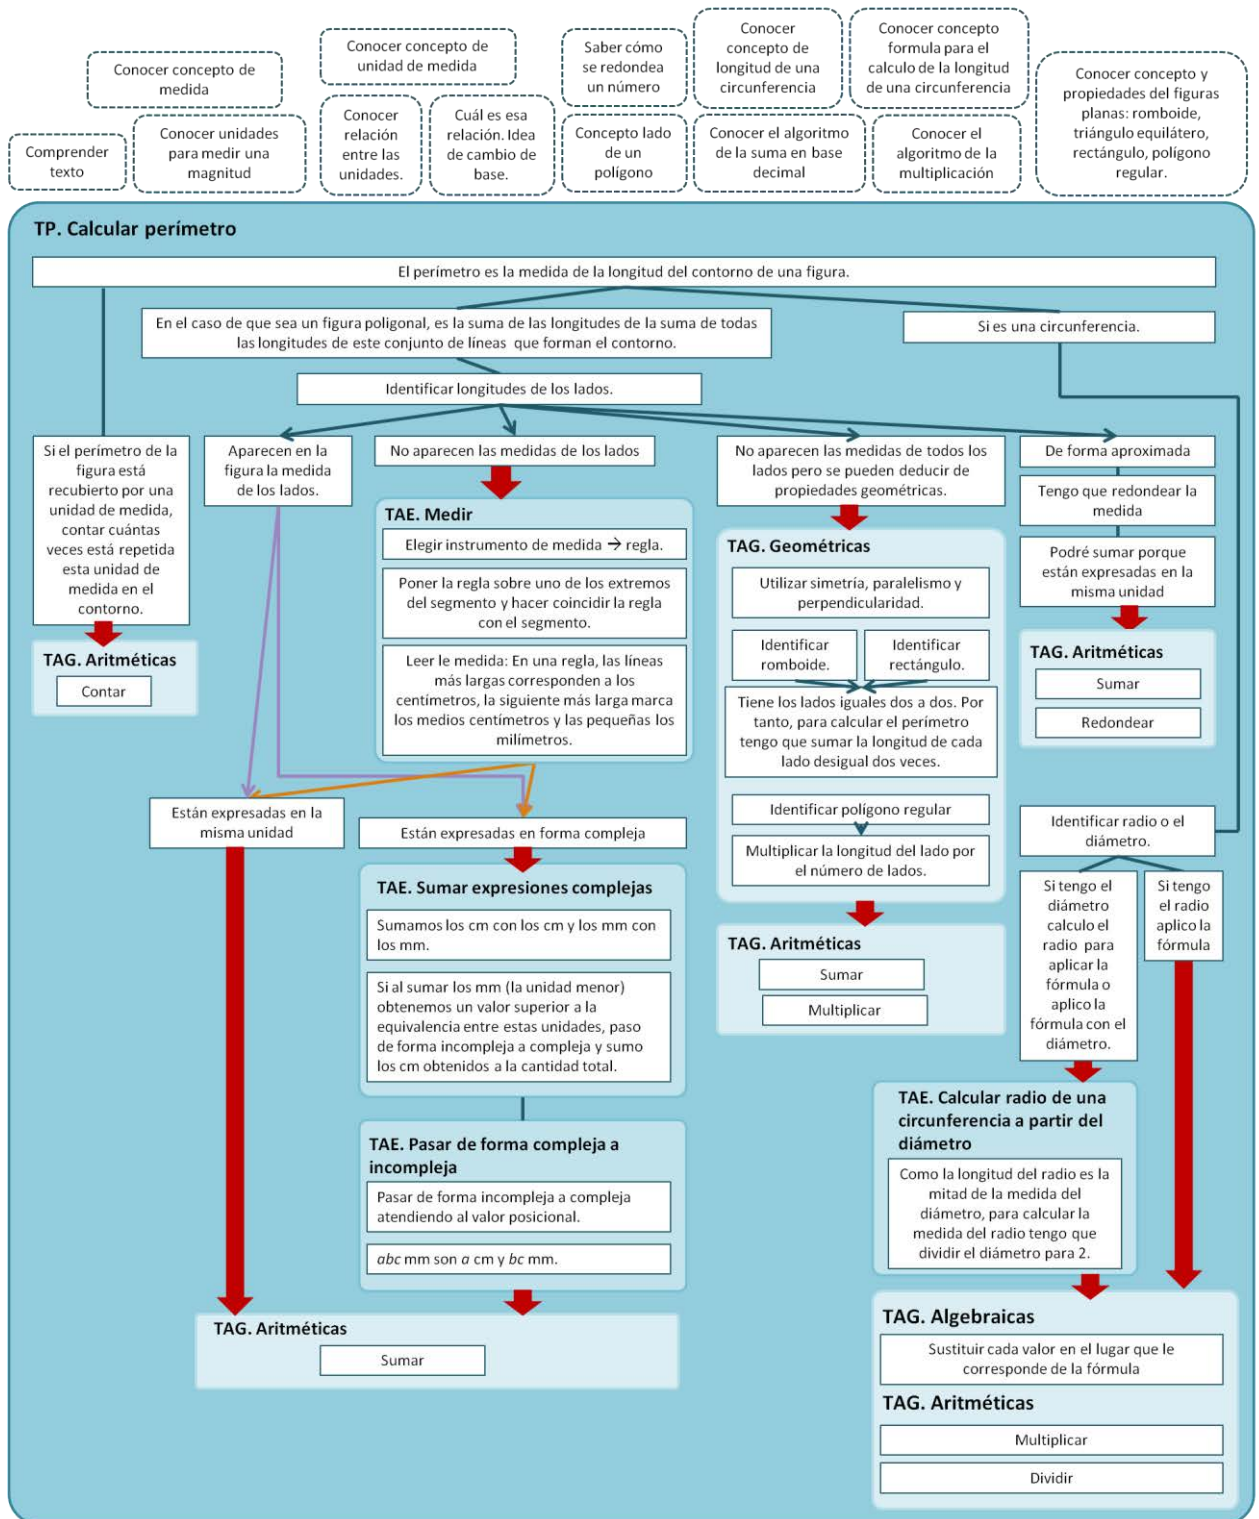 Conocer concepto de
medida
Conocer concepto de
unidad de medida
Saber cómo
se redondea
un número
Conocer
concepto de
longitud de una
circunferencia
Conocer concepto
formula para el
calculo de la longitud
de una circunferencia
Conocer concepto y
propiedades del figuras
planas: romboide,
triángulo equilátero,
rectángulo, polígono
regular.
Comprender
texto
Conocer unidades
para medir una
magnitud
Conocer
relación
entre las
unidades.
Cuál es esa
relación. Idea
de cambio de
base.
Concepto lado
de un
polígono
Conocer el algoritmo
de la suma en base
decimal
Conocer el
algoritmo de la
multiplicación
TP. Calcular perímetro
El perímetro es la medida de la longitud del contorno de una figura.
En el caso de que sea un figura poligonal, es la suma de las longitudes de la suma de todas
las longitudes de este conjunto de líneas que forman el contorno.
Si es una circunferencia.
Identificar longitudes de los lados.
Si el perímetro de la
figura está
recubierto por una
unidad de medida,
contar cuántas
veces está repetida
esta unidad de
medida en el
contorno.
Aparecen en la
figura la medida
de los lados.
No aparecen las medidas de los lados
No aparecen las medidas de todos los
lados pero se pueden deducir de
propiedades geométricas.
De forma aproximada
Tengo que redondear la
medida
Podré sumar porque
están expresadas en la
misma unidad
TAG. Aritméticas
Contar
TAE. Medir
Elegir instrumento de medida → regla.
Poner la regla sobre uno de los extremos
del segmento y hacer coincidir la regla
con el segmento.
Leer le medida: En una regla, las líneas
más largas corresponden a los
centímetros, la siguiente más larga marca
los medios centímetros y las pequeñas los
milímetros.
TAG. Geométricas
Utilizar simetría, paralelismo y
perpendicularidad.
Identificar
romboide.
Identificar
rectángulo.
Tiene los lados iguales dos a dos. Por
tanto, para calcular el perímetro
tengo que sumar la longitud de cada
lado desigual dos veces.
Identificar polígono regular
Multiplicar la longitud del lado por
el número de lados.
TAG. Aritméticas
Sumar
Redondear
Están expresadas en la
misma unidad
Están expresadas en forma compleja
TAE. Sumar expresiones complejas
Sumamos los cm con los cm y los mm con
los mm.
Si al sumar los mm (la unidad menor)
obtenemos un valor superior a la
equivalencia entre estas unidades, paso
de forma incompleja a compleja y sumo
los cm obtenidos a la cantidad total.
TAG. Aritméticas
Sumar
Multiplicar
Identificar radio o el
diámetro.
Si tengo el
diámetro
calculo el
radio para
aplicar la
fórmula o
aplico la
fórmula con el
diámetro.
Si tengo
el radio
aplico la
fórmula
TAE. Pasar de forma compleja a
incompleja
Pasar de forma incompleja a compleja
atendiendo al valor posicional.
abc mm son a cm y bc mm.
TAE. Calcular radio de una
circunferencia a partir del
diámetro
Como la longitud del radio es la
mitad de la medida del
diámetro, para calcular la
medida del radio tengo que
dividir el diámetro para 2.
TAG. Aritméticas
Sumar
TAG. Algebraicas
Sustituir cada valor en el lugar que le
corresponde de la fórmula
TAG. Aritméticas
Multiplicar
Dividir